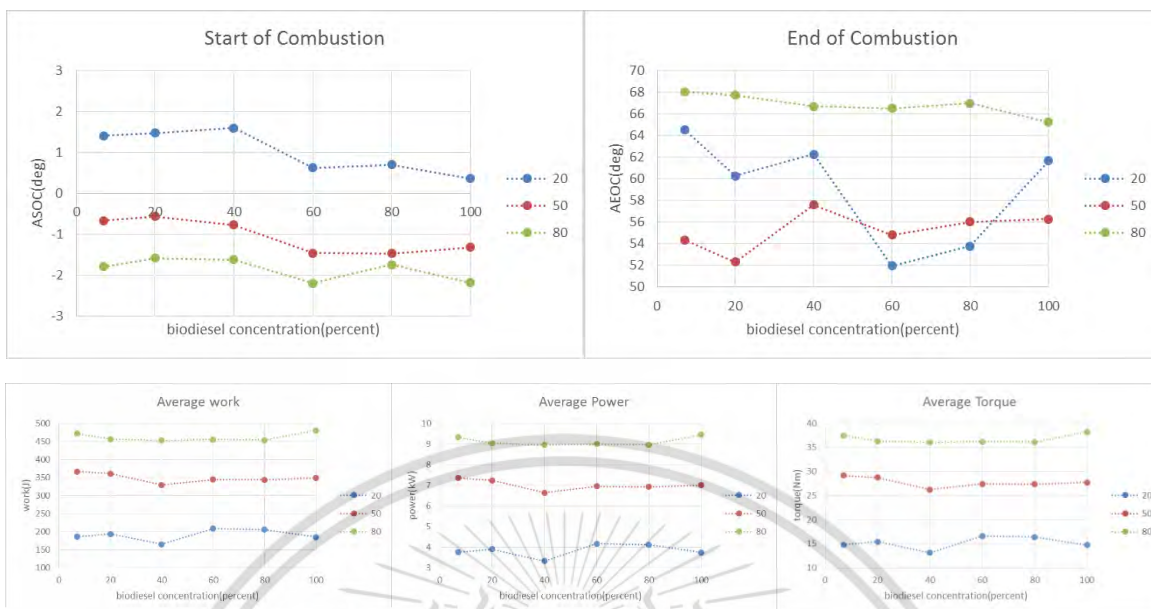 Start of Combustion
3
2
1
0
-1
-2
-3
0 20 40 60 80 100
ASOC(deg)
biodiesel concentration(percent)
20
50
80
End of Combustion
70
68
66
64
62
60
58
56
54
52
50
0 20 40 60 80 100
AEOC(deg)
biodiesel concentration(percent)
20
50
80
Average work
500
450
400
350
300
250
200
150
100
0 20 40 60 80 100
work(J)
biodiesel concentration(percent)
20
50
80
Average Power
10
9
8
7
6
5
4
3
0 20 40 60 80 100
power(kW)
biodiesel concentration(percent)
20
50
80
Average Torque
40
35
30
25
20
15
10
0 20 40 60 80 100
torque(Nm)
biodiesel concentration(percent)
20
50
80